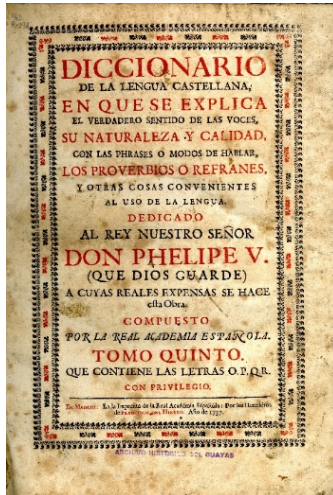 DICCIONARIO
DE LA LENGUA CASTELLANA,
EN QUE SE EXPLICA
EL VERDADERO SENTIDO DE LAS VOCES,
SU NATURALEZA Y CALIDAD,
CON LAS PHRASES O MODOS DE HABLAR,
LOS PROVERBIOS O REFRANES,
Y OTRAS COSAS CONVENIENTES
AL USO DE LA LENGUA.
DEDICADO
AL REY NUESTRO SEÑOR
DON PHELIPE V.
(QUE DIOS GUARDE)
A CUYAS REALES EXPENSAS SE HACE
esta Obra.
COMPUESTO
POR LA REAL ACADEMIA ESPAÑOLA.
TOMO QUINTO.
QUE CONTIENE LAS LETRAS O.P.Q.R.
CON PRIVILEGIO.
En Madrid: En la Imprenta de la Real Academia Española: Por los Herederos
de Francisco del Hierro. Año de 1737.
ARCHIVO HISTORICO DEL GUAYAS